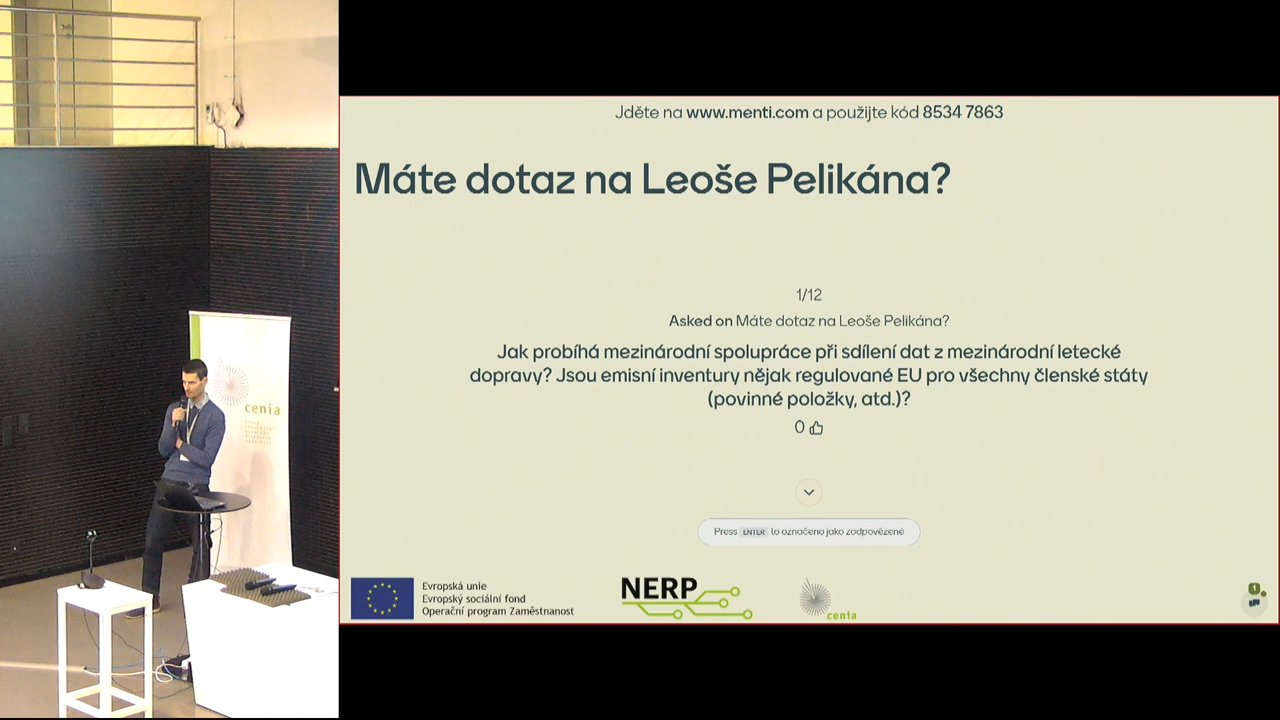 Jděte na www.menti.com a použijte kód 8534 7863
Máte dotaz na Leoše Pelikána?
1/12
Asked on Máte dotaz na Leoše Pelikána?
Jak probíhá mezinárodní spolupráce při sdílení dat z mezinárodní letecké
dopravy? Jsou emisní inventury nějak regulované EU pro všechny členské státy
(povinné položky, atd.)?
0
Press ENTER to označeno jako zodpovězené
Evropská unie
Evropský sociální fond
Operační program Zaměstnanost
NERP
cenia
1
cenia